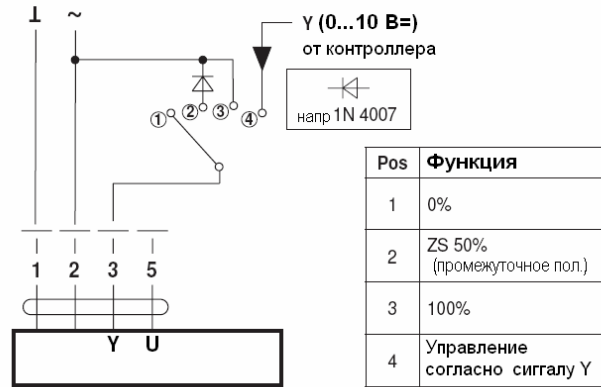 ⊥ ~
Y (0...10 В=)
от контроллера
напр 1N 4007
① ② ③ ④
1 2 3 5
Y U
Pos Функция
1 0%
2 ZS 50%
(промежуточное пол.)
3 100%
4 Управление
согласно сиггалу Y